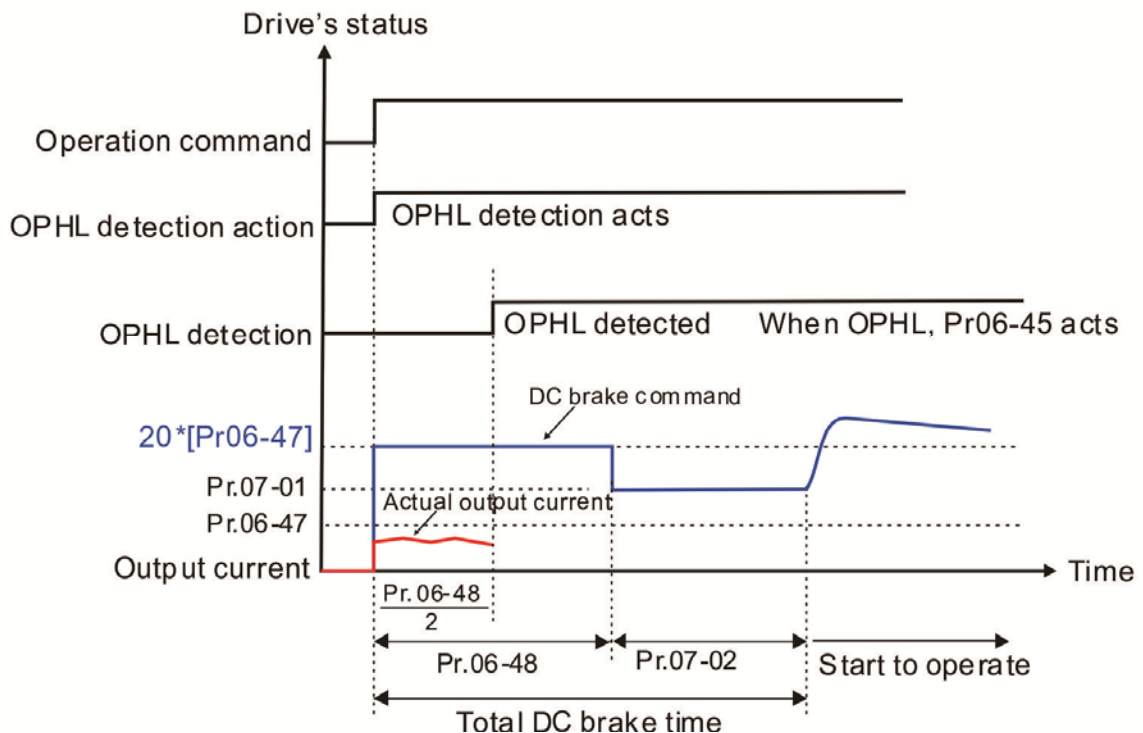 Drive's status
Operation command
OPHL detection action
OPHL detection acts
OPHL detection
OPHL detected
When OPHL, Pr06-45 acts
DC brake command
20*[Pr06-47]
Pr.07-01
Actual output current
Pr.06-47
Output current
Time
Pr.06-48
2
Pr.06-48
Pr.07-02
Start to operate
Total DC brake time